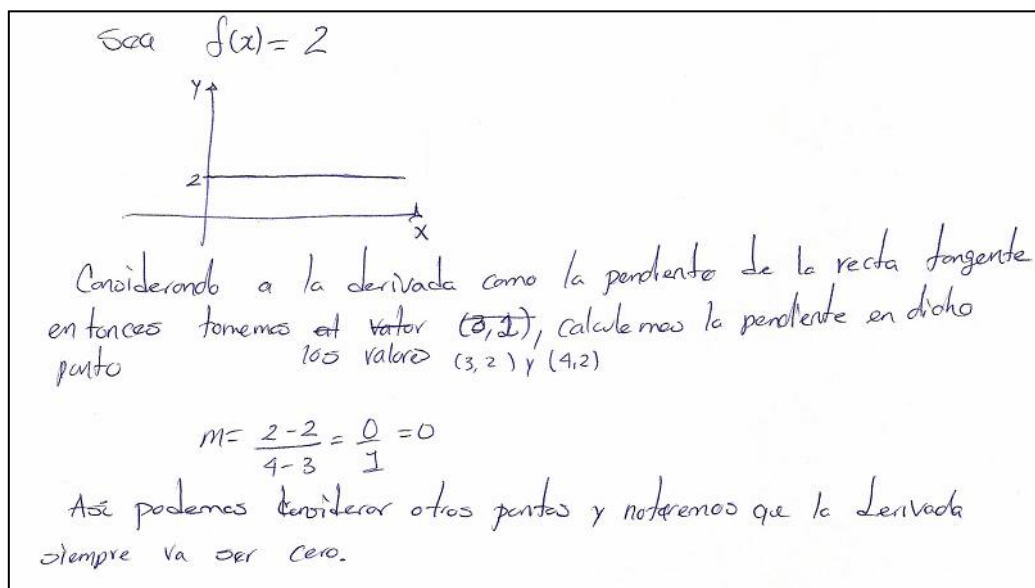 Sea f(x) = 2
Y
2
X
Considerando a la derivada como la pendiente de la recta tangente
entonces tomemos el valor (3,2), calculemos la pendiente en dicho
punto los valores (3,2) y (4,2)
m = 2-2 / 4-3 = 0/1 = 0
Así podemos considerar otros puntos y notaremos que la derivada
siempre va ser cero.